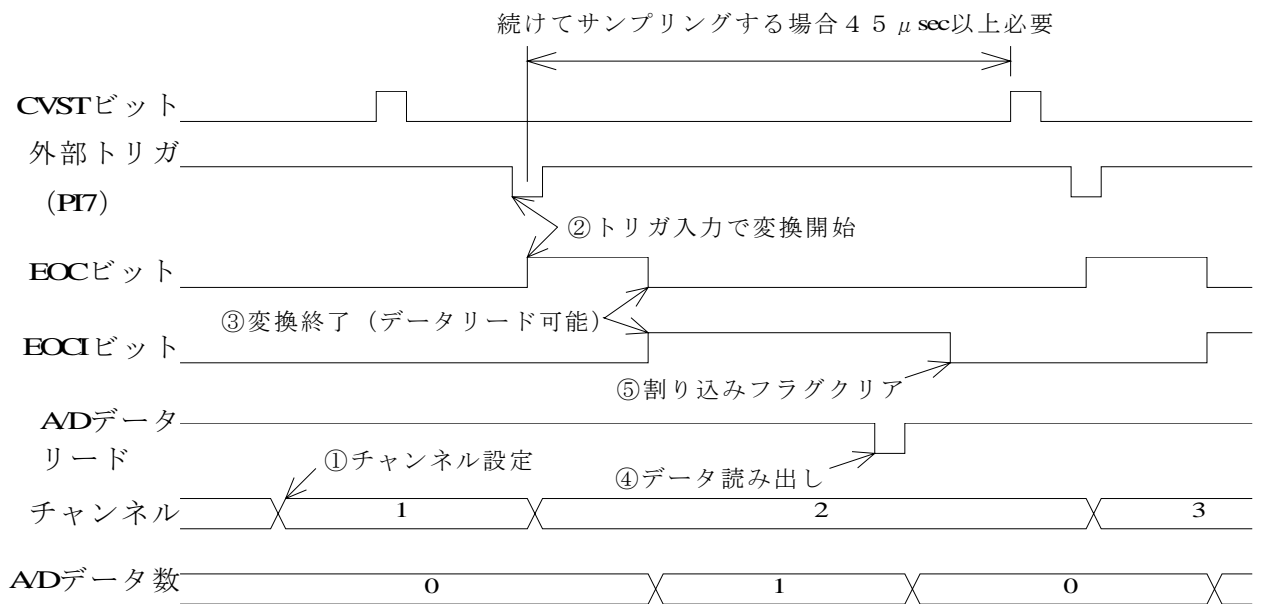 続けてサンプリングする場合４５μsec以上必要
CVSTビット
外部トリガ
（PI7）
②トリガ入力で変換開始
EOCビット
③変換終了（データリード可能）
EOCIビット
⑤割り込みフラグクリア
A/Dデータ
リード
①チャンネル設定
④データ読み出し
チャンネル 1 2 3
A/Dデータ数 0 1 0